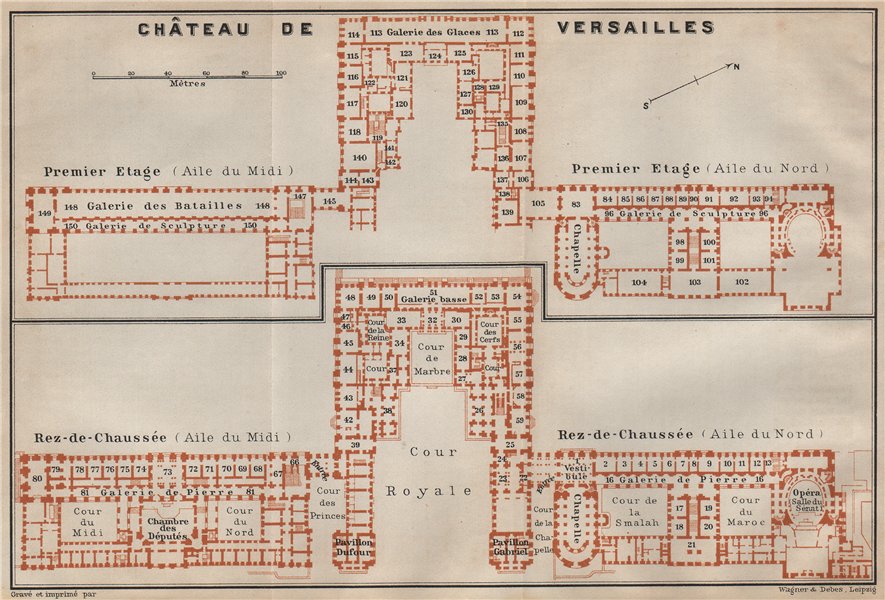 CHÂTEAU DE VERSAILLES
0 20 40 60 80 100
Mètres
S N
114 113 Galerie des Glaces 113 112
115 123 124 125 111
116 122 121 126 110
117 120 127 128 129 109
130
118 119 135 108
140 141 136 107
142
144 143 137 106
138
145 139 105
Premier Etage (Aile du Midi)
149 148 Galerie des Batailles 148 147
150 Galerie de Sculpture 150
Premier Etage (Aile du Nord)
83 84 85 86 87 88 89 90 91 92 93 94
96 Galerie de Sculpture 96
Chapelle
98 100
99 101
104 103 102
48 49 50 51 52 53 54
Galerie basse
47 Cour de la Reine 33 32 30 Cour des Cerfs 55
46
45 34 Cour de Marbre 29 56
28
44 Cour 37 27 Cour 57
43 38 26 58
42 59
39 25
Cour Royale
24
23
Rez-de-Chaussée (Aile du Midi)
80 79 78 77 76 75 74 73 72 71 70 69 68 67 66
Entrée
81 Galerie de Pierre 81
Cour du Midi
Chambre des Députés
Cour du Nord
Cour des Princes
Pavillon Dufour
Pavillon Gabriel
Rez-de-Chaussée (Aile du Nord)
Entrée
1 Vestibule 2 3 4 5 6 7 8 9 10 11 12 13
16 Galerie de Pierre 16
Cour de la Chapelle
Chapelle
Cour de la Smalah
17 19
18 20
21
Cour du Maroc
Opéra
Salle du Sénat
Gravé et imprimé par
Wagner & Debes, Leipzig